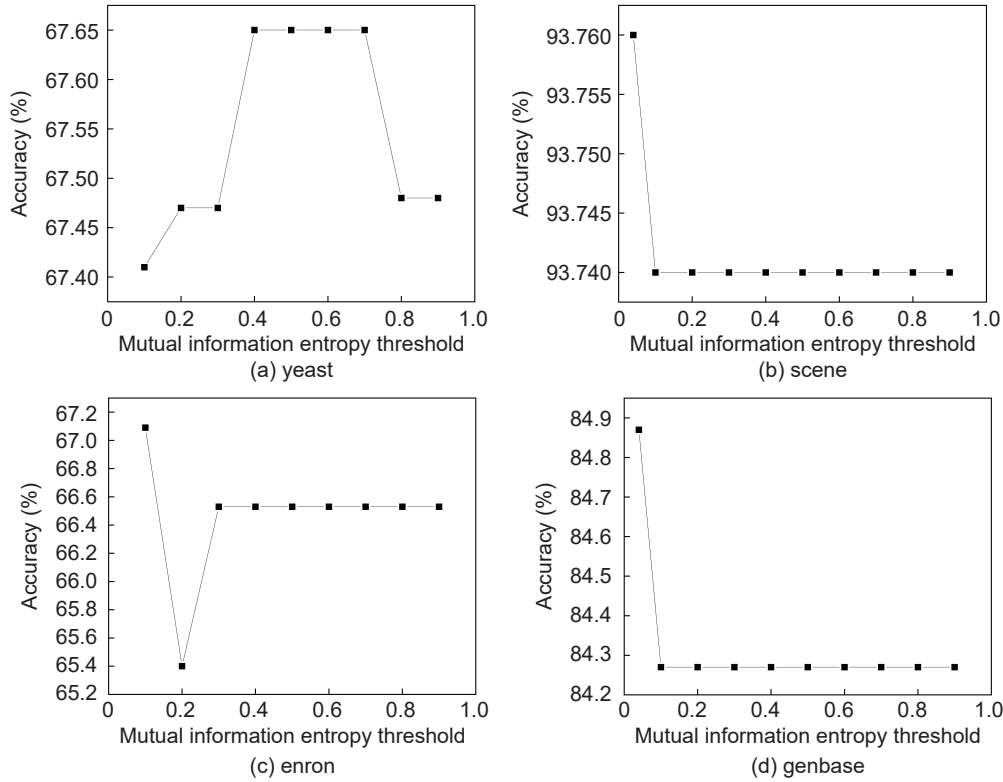 67.65
67.60
67.55
67.50
67.45
67.40
Accuracy (%)
0 0.2 0.4 0.6 0.8 1.0
Mutual information entropy threshold
(a) yeast
93.760
93.755
93.750
93.745
93.740
Accuracy (%)
0 0.2 0.4 0.6 0.8 1.0
Mutual information entropy threshold
(b) scene
67.2
67.0
66.8
66.6
66.4
66.2
66.0
65.8
65.6
65.4
65.2
Accuracy (%)
0 0.2 0.4 0.6 0.8 1.0
Mutual information entropy threshold
(c) enron
84.9
84.8
84.7
84.6
84.5
84.4
84.3
84.2
Accuracy (%)
0 0.2 0.4 0.6 0.8 1.0
Mutual information entropy threshold
(d) genbase